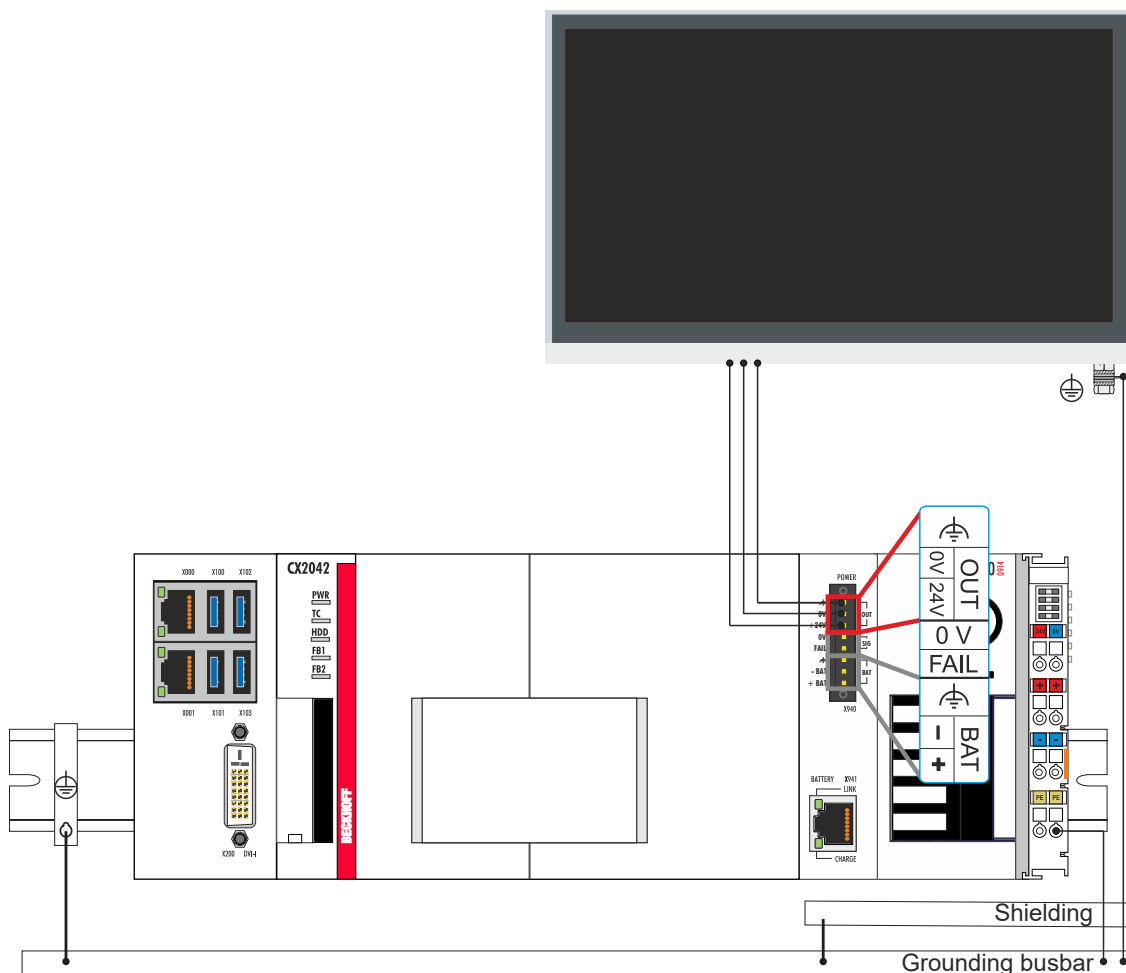 CX2042
PWR
TC
HDD
FB1
FB2
X000 X100 X102
X001 X101 X103
X200 DVI-I
BECKHOFF
POWER
0V
+ 24V
OUT
0V
FAIL
SIG
- BAT
+ BAT
BAT
X940
BATTERY X941
LINK
CHARGE
0V
24V
OUT
0 V
FAIL
-
+
BAT
24V 0V
+ +
- -
PE PE
Shielding
Grounding busbar